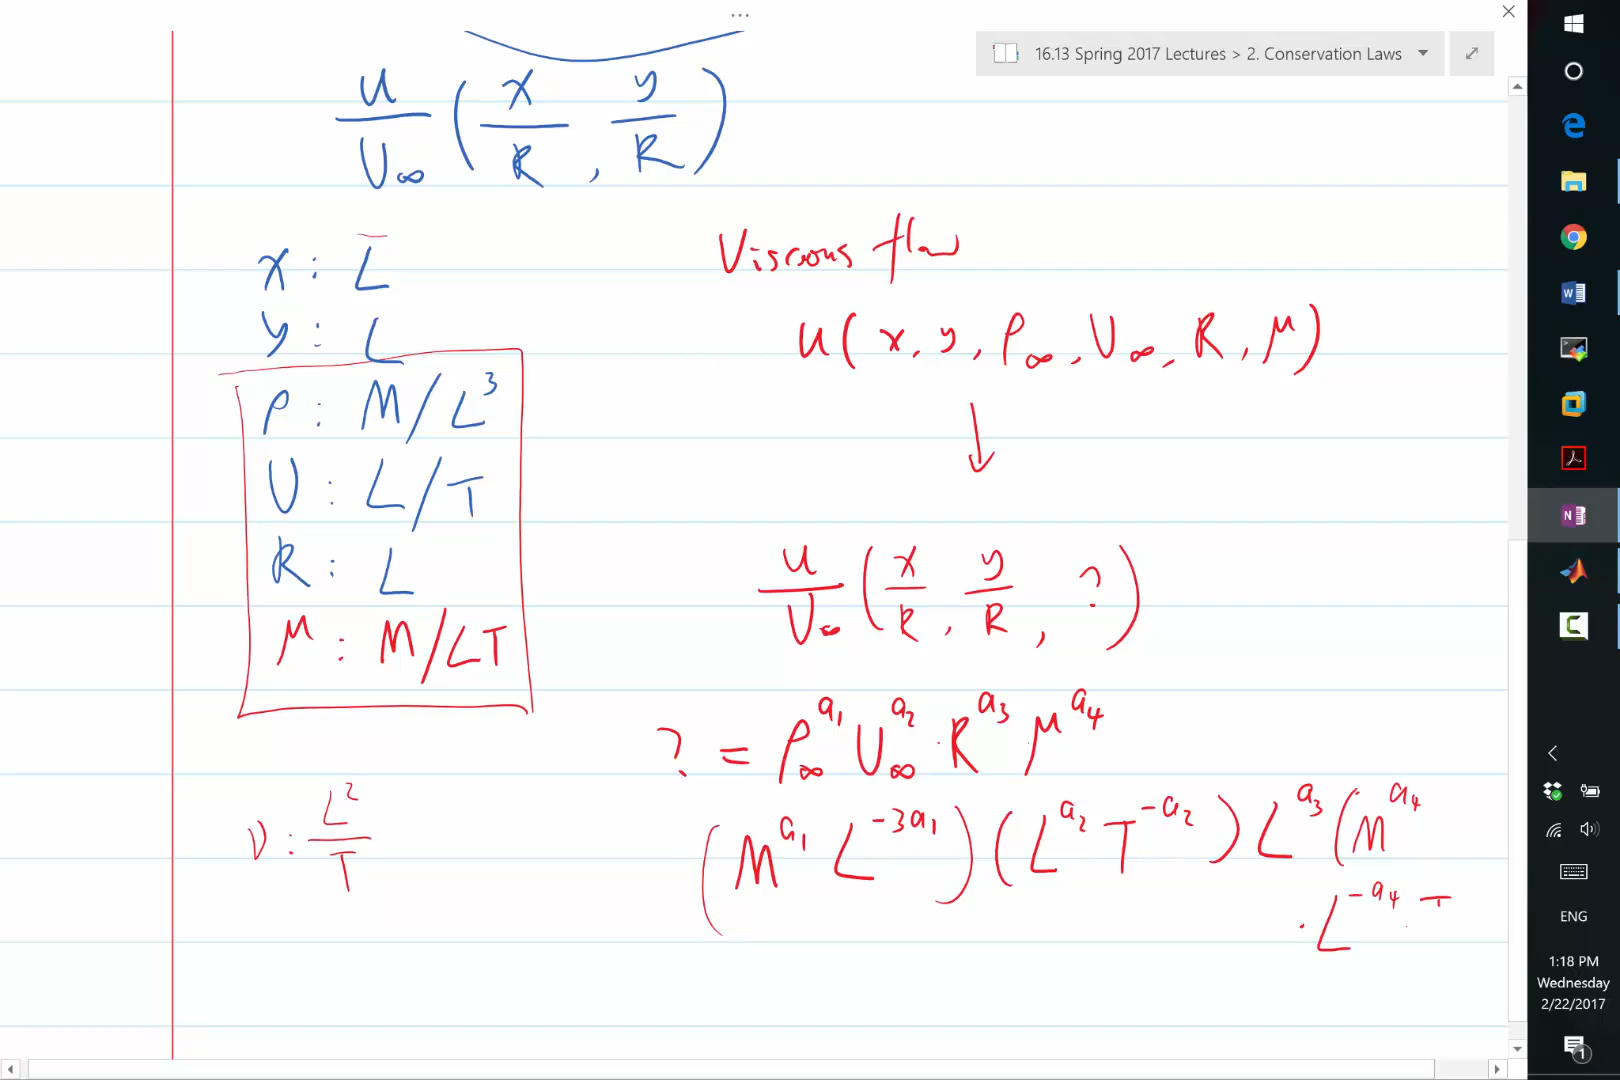 ...
16.13 Spring 2017 Lectures > 2. Conservation Laws
u/U∞ (x/R, y/R)
x : L
y : L
ρ : M/L³
U : L/T
R : L
μ : M/LT
ν : L²/T
Viscous flow
u(x, y, ρ∞, U∞, R, μ)
↓
u/U∞ (x/R, y/R, ?)
? = ρ∞^a₁ U∞^a₂ · R^a₃ μ^a₄
(M^a₁ L^-3a₁)(L^a₂ T^-a₂) L^a₃ (M^a₄
· L^-a₄ T
ENG
1:18 PM
Wednesday
2/22/2017
1